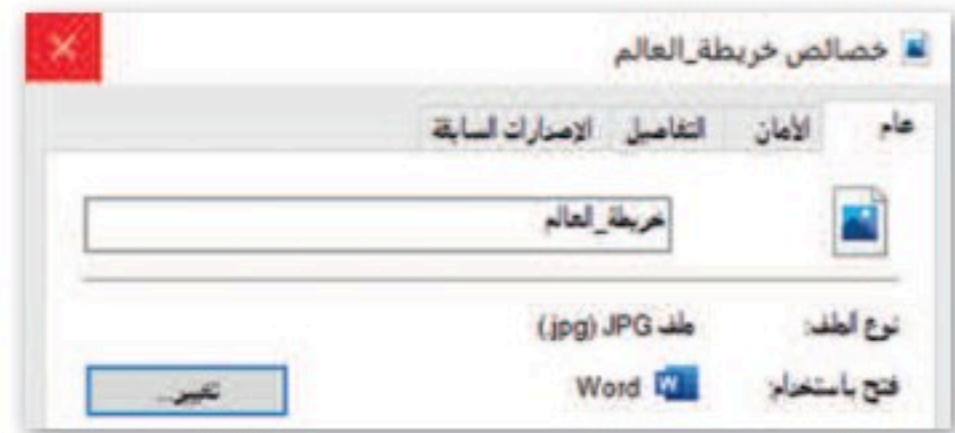 خصائص خريطة_العالم
عام الأمان التفاصيل الإصدارات السابقة
خريطة_العالم
نوع الملف: ملف JPG (.jpg)
فتح باستخدام: Word تغيير...